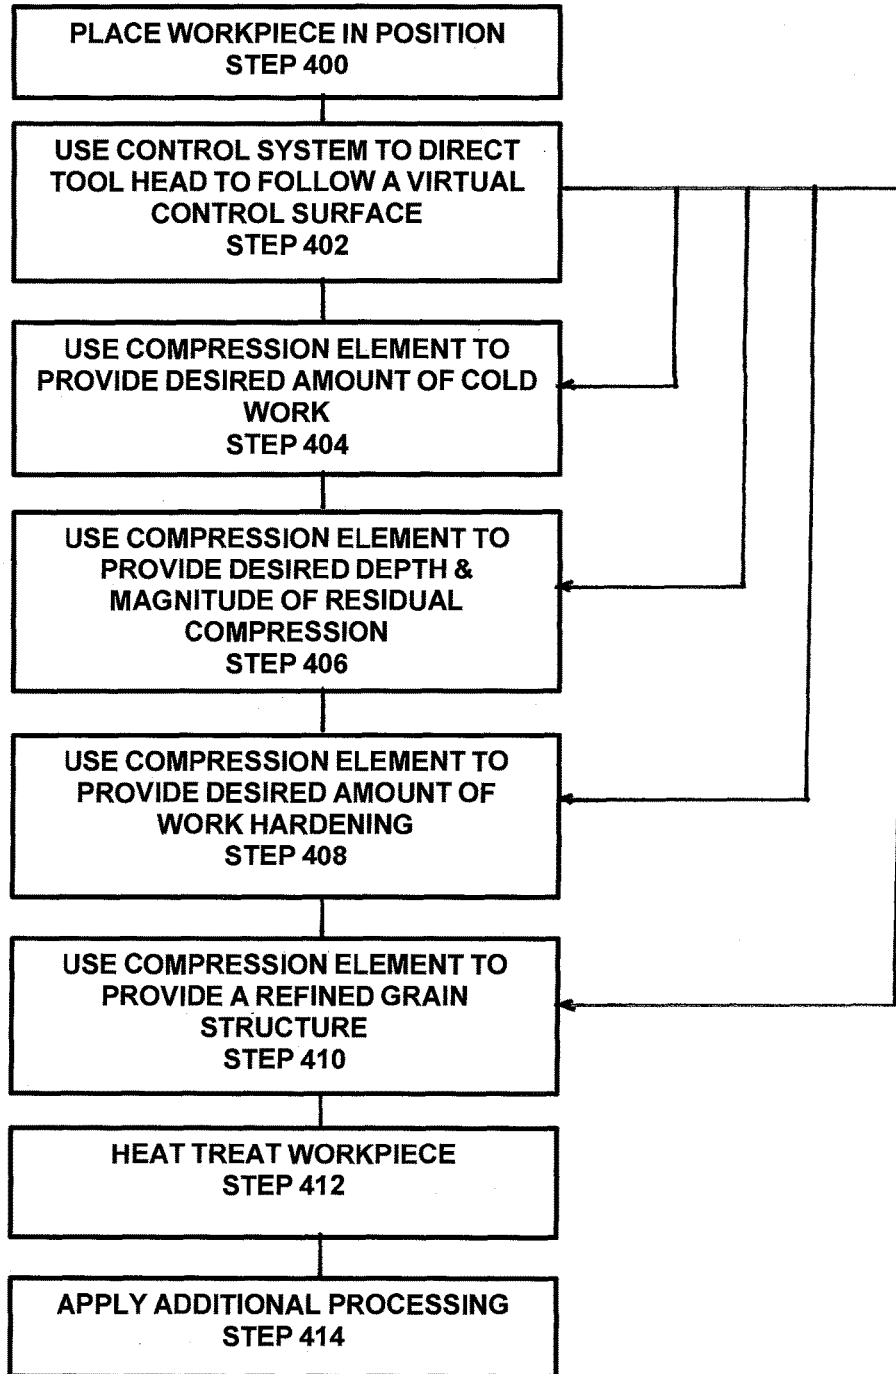 PLACE WORKPIECE IN POSITION
STEP 400
USE CONTROL SYSTEM TO DIRECT
TOOL HEAD TO FOLLOW A VIRTUAL
CONTROL SURFACE
STEP 402
USE COMPRESSION ELEMENT TO
PROVIDE DESIRED AMOUNT OF COLD
WORK
STEP 404
USE COMPRESSION ELEMENT TO
PROVIDE DESIRED DEPTH &
MAGNITUDE OF RESIDUAL
COMPRESSION
STEP 406
USE COMPRESSION ELEMENT TO
PROVIDE DESIRED AMOUNT OF
WORK HARDENING
STEP 408
USE COMPRESSION ELEMENT TO
PROVIDE A REFINED GRAIN
STRUCTURE
STEP 410
HEAT TREAT WORKPIECE
STEP 412
APPLY ADDITIONAL PROCESSING
STEP 414